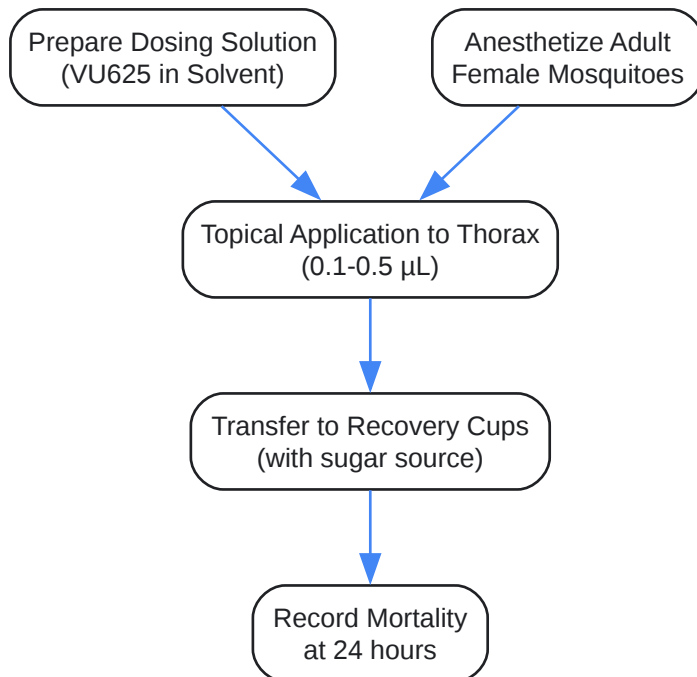 Prepare Dosing Solution
(VU625 in Solvent)
Anesthetize Adult
Female Mosquitoes
Topical Application to Thorax
(0.1-0.5 µL)
Transfer to Recovery Cups
(with sugar source)
Record Mortality
at 24 hours